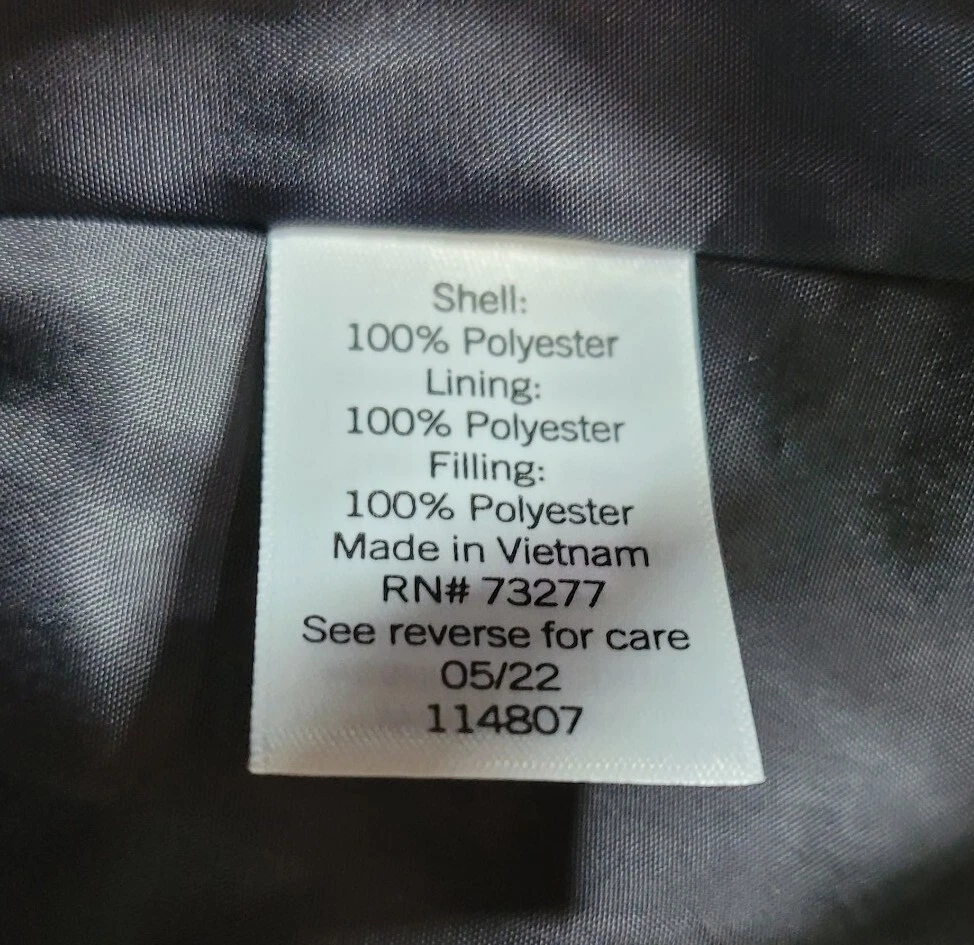 Shell:
100% Polyester
Lining:
100% Polyester
Filling:
100% Polyester
Made in Vietnam
RN# 73277
See reverse for care
05/22
114807